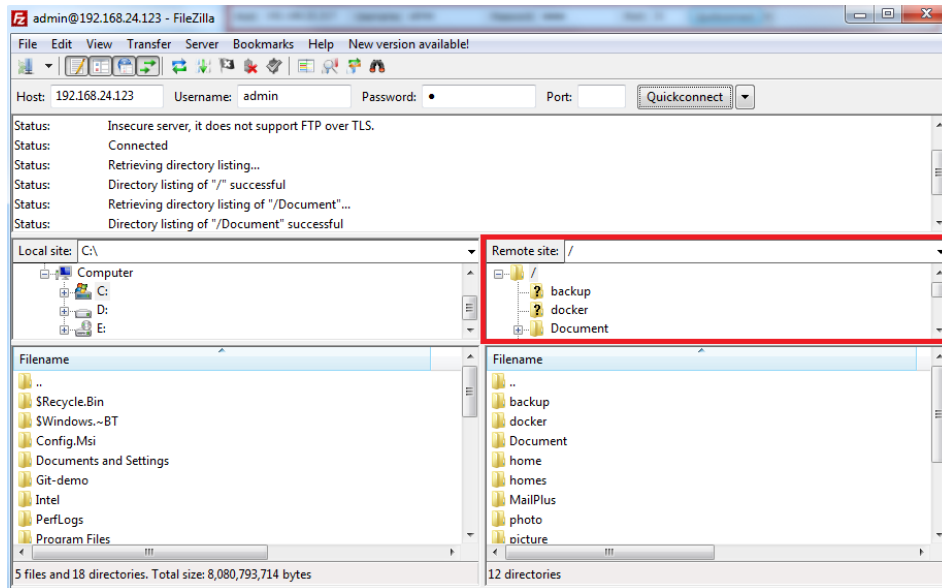 admin@192.168.24.123 - FileZilla
File Edit View Transfer Server Bookmarks Help New version available!
Host: 192.168.24.123 Username: admin Password: ● Port: Quickconnect
Status: Insecure server, it does not support FTP over TLS.
Status: Connected
Status: Retrieving directory listing...
Status: Directory listing of "/" successful
Status: Retrieving directory listing of "/Document"...
Status: Directory listing of "/Document" successful
Local site: C:\
Computer
C:
D:
E:
Remote site: /
/
backup
docker
Document
Filename
..
$Recycle.Bin
$Windows.~BT
Config.Msi
Documents and Settings
Git-demo
Intel
PerfLogs
Program Files
5 files and 18 directories. Total size: 8,080,793,714 bytes
Filename
..
backup
docker
Document
home
homes
MailPlus
photo
picture
12 directories